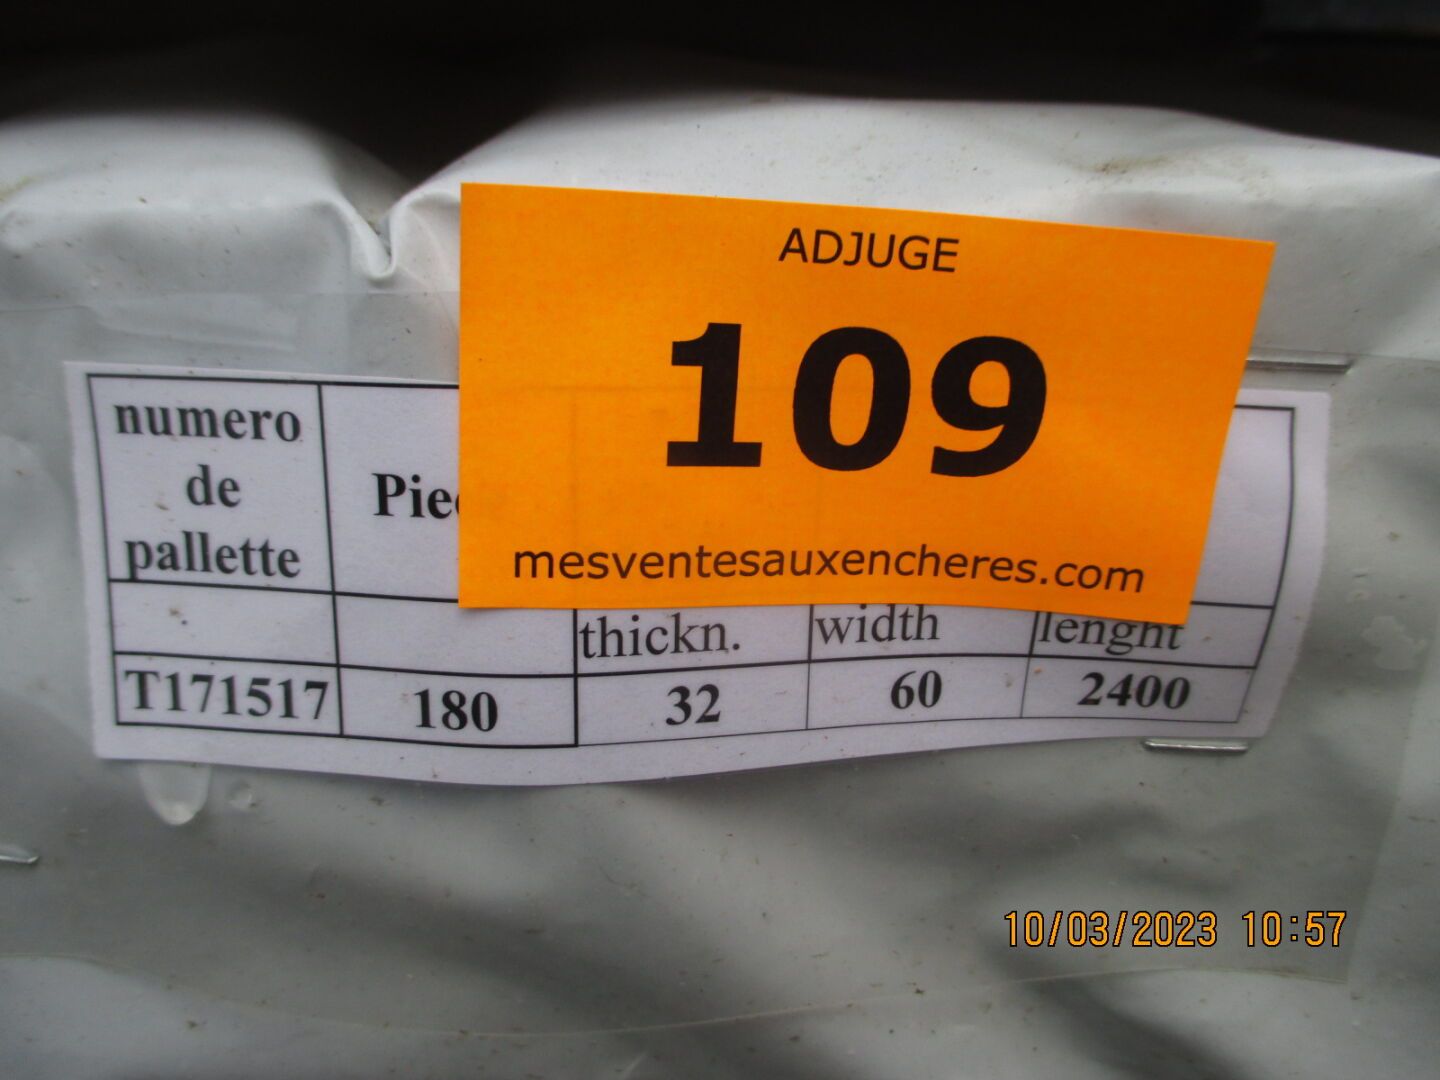 ADJUGE
109
mesventesauxencheres.com
numero
de
pallette
thickn. width lenght
T171517 180 32 60 2400
10/03/2023 10:57